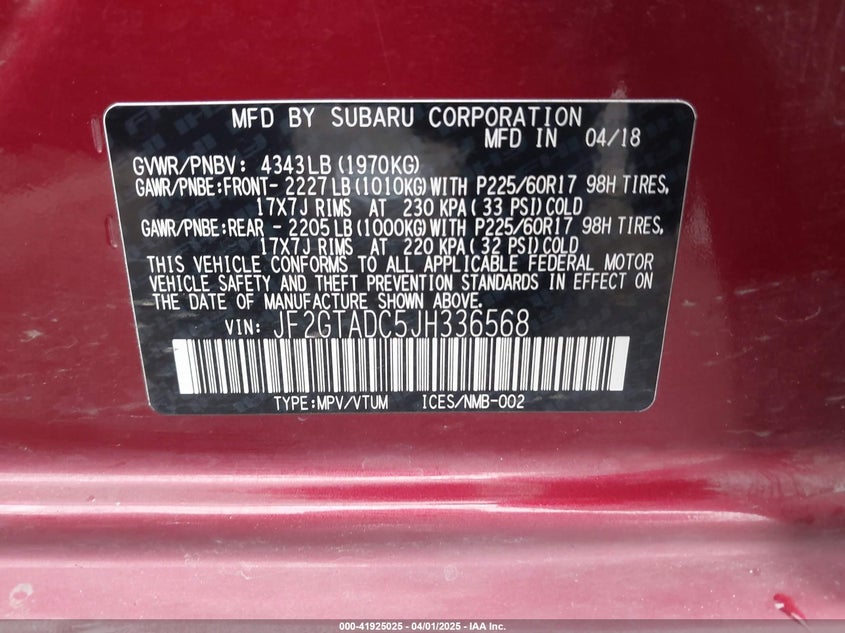 MFD BY SUBARU CORPORATION
MFD IN 04/18
GVWR/PNBV: 4343LB(1970KG)
GAWR/PNBE:FRONT- 2227LB(1010KG)WITH P225/60R17 98H TIRES,
17X7J RIMS AT 230 KPA(33 PSI)COLD
GAWR/PNBE:REAR - 2205LB(1000KG)WITH P225/60R17 98H TIRES,
17X7J RIMS AT 220 KPA(32 PSI)COLD
THIS VEHICLE CONFORMS TO ALL APPLICABLE FEDERAL MOTOR
VEHICLE SAFETY AND THEFT PREVENTION STANDARDS IN EFFECT ON
THE DATE OF MANUFACTURE SHOWN ABOVE.
VIN: JF2GTADC5JH336568
TYPE:MPV/VTUM ICES/NMB-002
000-41925025 - 04/01/2025 - IAA Inc.